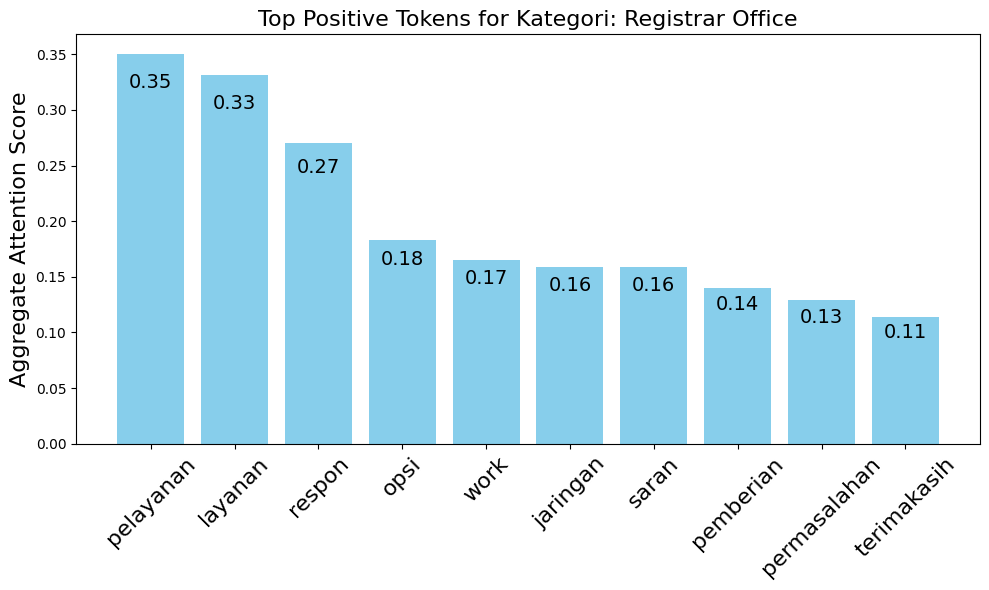 Top Positive Tokens for Kategori: Registrar Office
Aggregate Attention Score
0.35
0.30
0.25
0.20
0.15
0.10
0.05
0.00
0.35
0.33
0.27
0.18
0.17
0.16
0.16
0.14
0.13
0.11
pelayanan
layanan
respon
opsi
work
jaringan
saran
pemberian
permasalahan
terimakasih